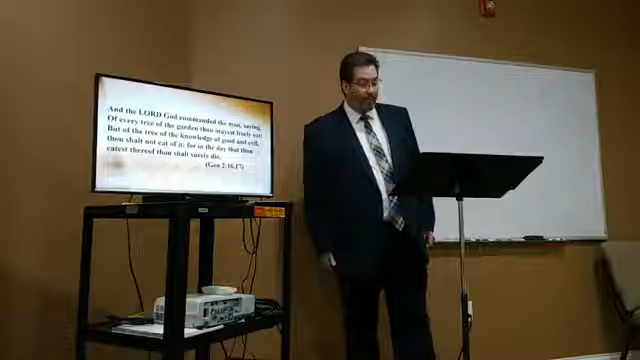 And the LORD God commanded the man, saying,
Of every tree of the garden thou mayest freely eat:
But of the tree of the knowledge of good and evil,
thou shalt not eat of it: for in the day that thou
eatest thereof thou shalt surely die.
(Gen 2:16,17)